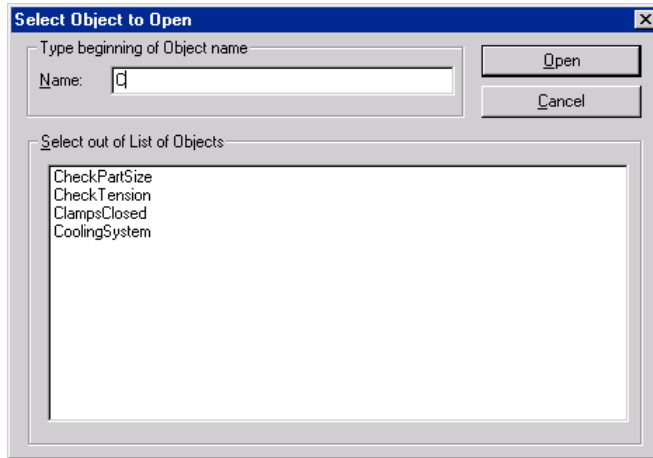 Select Object to Open
Type beginning of Object name
Name: C
Open
Cancel
Select out of List of Objects
CheckPartSize
CheckTension
ClampsClosed
CoolingSystem